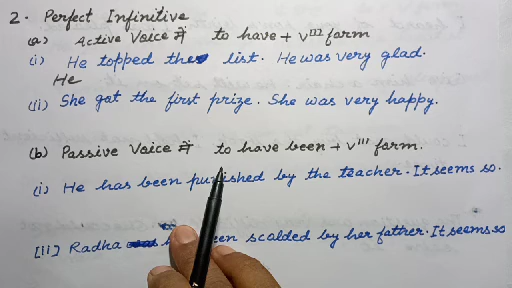 2. Perfect Infinitive
(a) Active Voice में to have + V III form
(i) He topped the list. He was very glad.
He
(ii) She got the first prize. She was very happy.
(b) Passive Voice में to have been + V III form.
(i) He has been punished by the teacher. It seems so.
[ii] Radha scolded by her father. It seems so